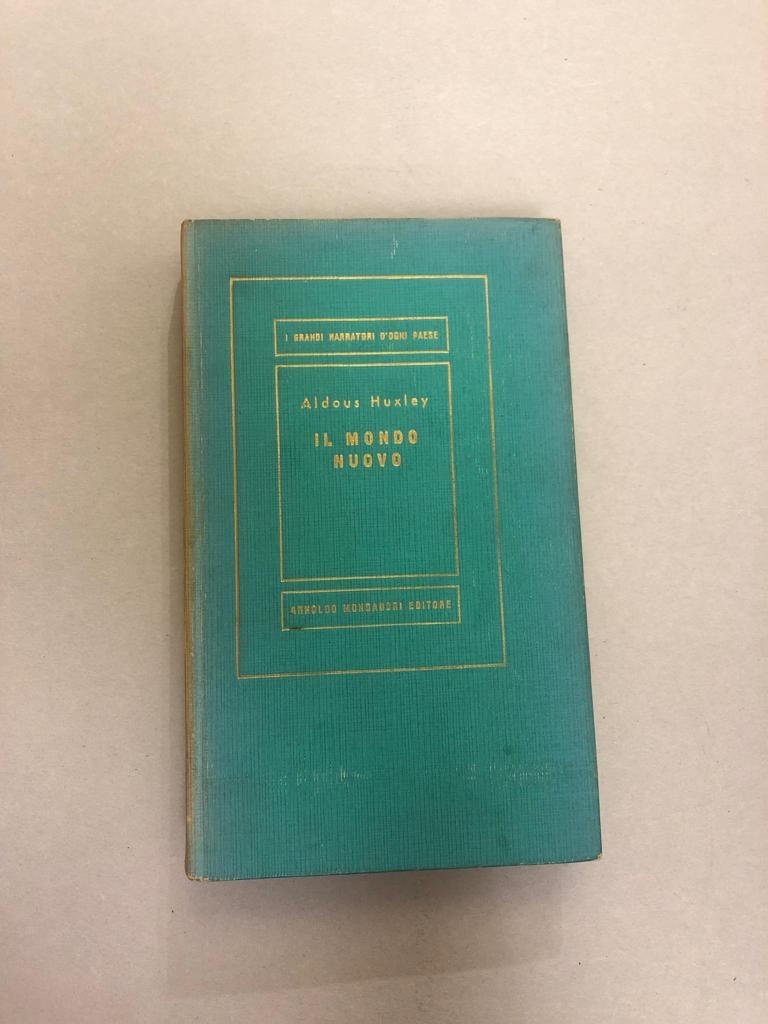 I GRANDI NARRATORI D'OGNI PAESE
Aldous Huxley
IL MONDO
NUOVO
ARNOLDO MONDADORI EDITORE